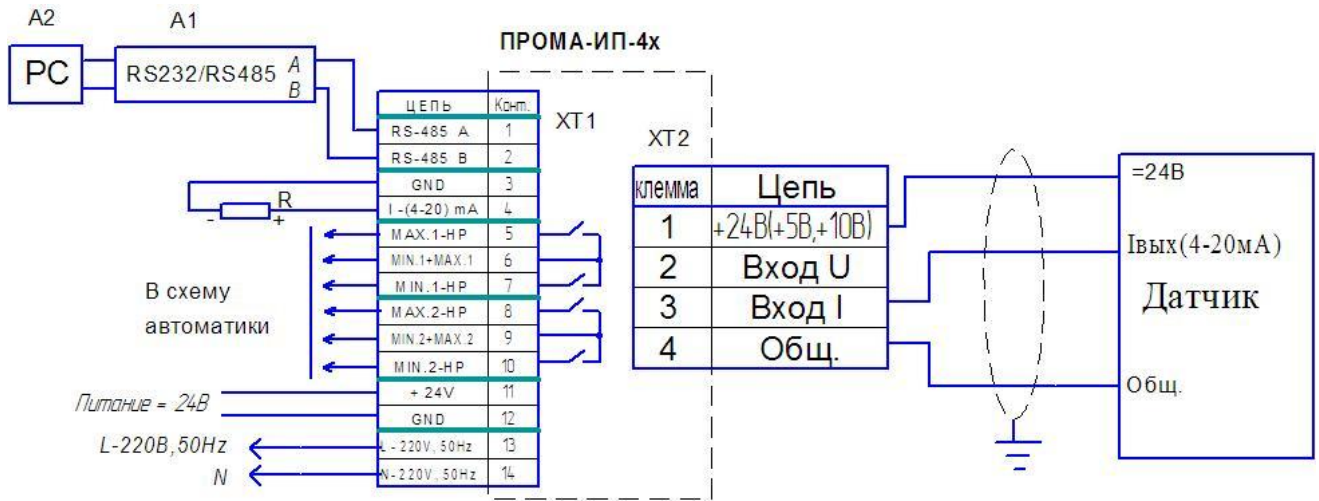 A2
A1
ПРОМА-ИП-4х
PC
RS232/RS485 A
B
ЦЕПЬ Конт.
RS-485 A 1
RS-485 B 2
GND 3
I-(4-20) mA 4
MAX.1-HP 5
MIN.1+MAX.1 6
MIN.1-HP 7
MAX.2-HP 8
MIN.2+MAX.2 9
MIN.2-HP 10
+ 24V 11
GND 12
L-220V, 50Hz 13
N-220V, 50Hz 14
XT1
R
- +
В схему
автоматики
Питание = 24В
L-220В,50Hz
N
XT2
клемма Цепь
1 +24В(+5В,+10В)
2 Вход U
3 Вход I
4 Общ.
=24В
Iвых(4-20мА)
Датчик
Общ.